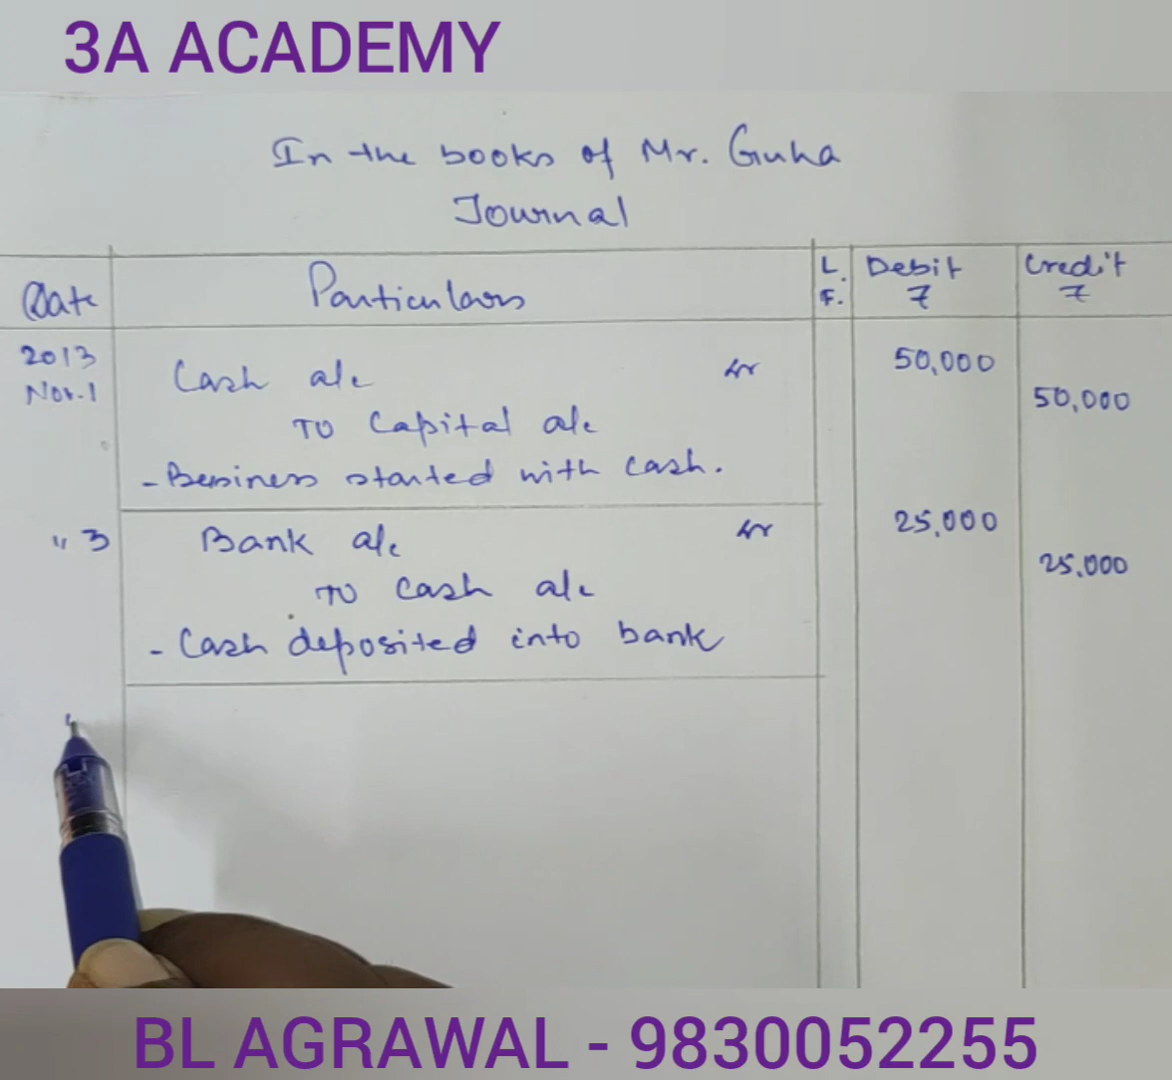 3A ACADEMY
In the books of Mr. Guha
Journal
Date Particulars L.F. Debit ₹ Credit ₹
2013
Nov. 1 Cash a/c Dr 50,000
To Capital a/c 50,000
- Business started with cash.
" 3 Bank a/c Dr 25,000
To Cash a/c 25,000
- Cash deposited into bank
BL AGRAWAL - 9830052255